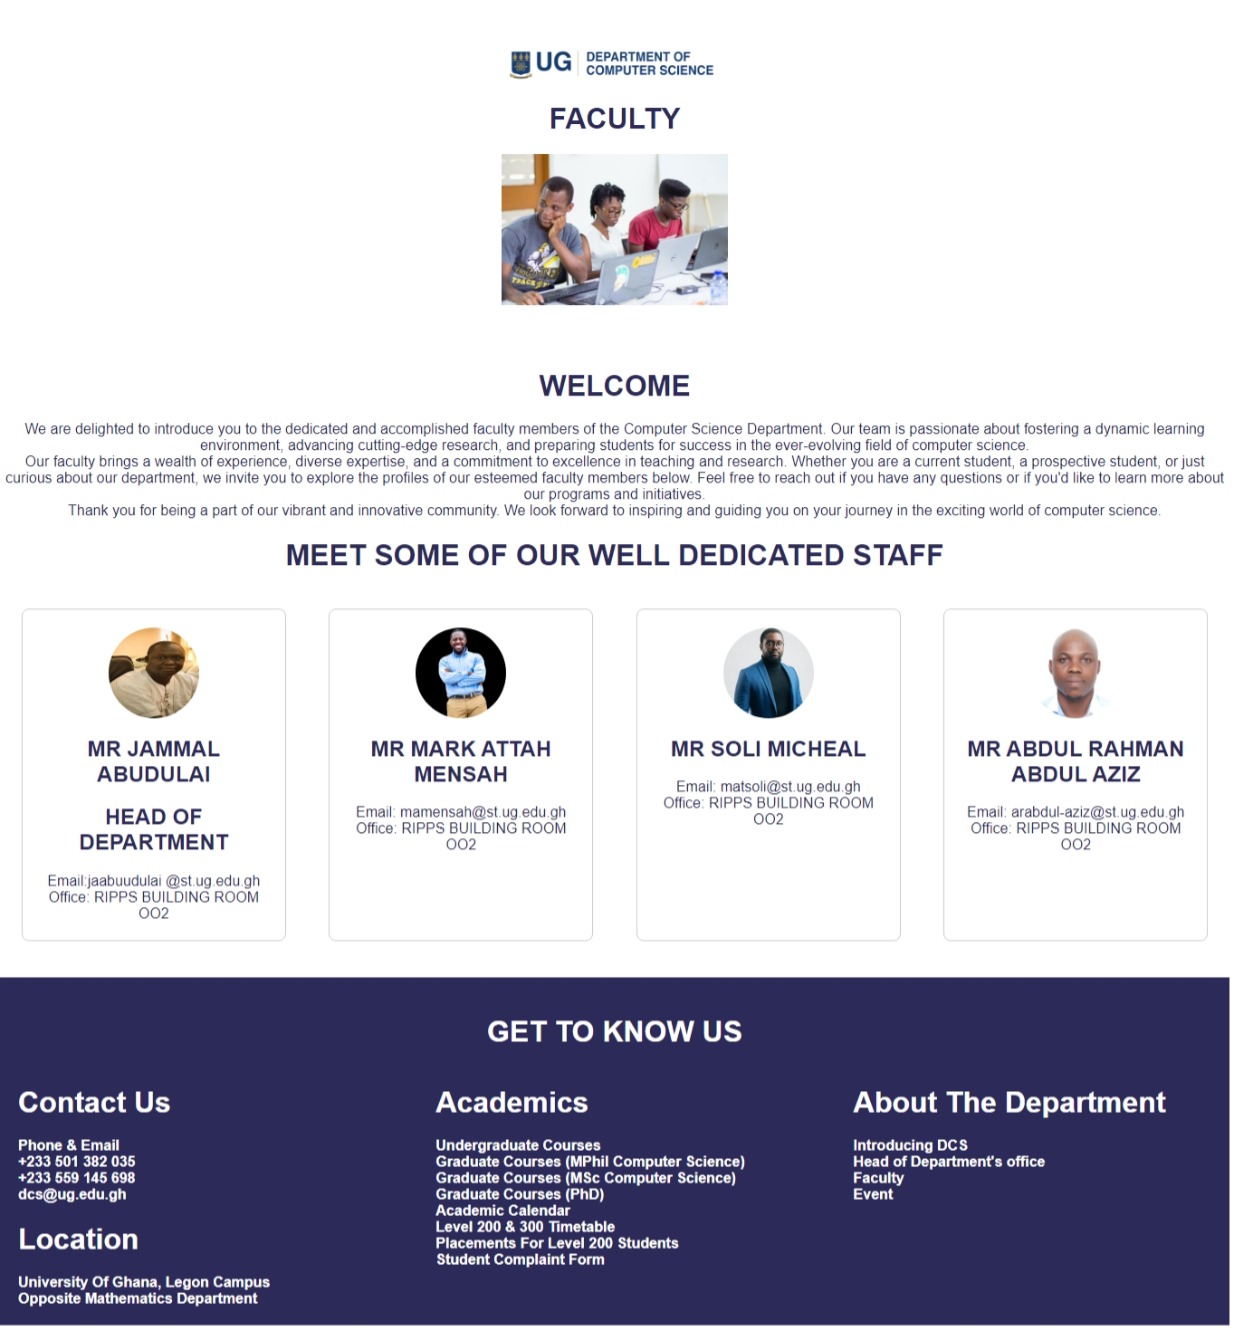 UG
DEPARTMENT OF
COMPUTER SCIENCE
FACULTY
WELCOME
We are delighted to introduce you to the dedicated and accomplished faculty members of the Computer Science Department. Our team is passionate about fostering a dynamic learning
environment, advancing cutting-edge research, and preparing students for success in the ever-evolving field of computer science.
Our faculty brings a wealth of experience, diverse expertise, and a commitment to excellence in teaching and research. Whether you are a current student, a prospective student, or just
curious about our department, we invite you to explore the profiles of our esteemed faculty members below. Feel free to reach out if you have any questions or if you'd like to learn more about
our programs and initiatives.
Thank you for being a part of our vibrant and innovative community. We look forward to inspiring and guiding you on your journey in the exciting world of computer science.
MEET SOME OF OUR WELL DEDICATED STAFF
MR JAMMAL
ABUDULAI
HEAD OF
DEPARTMENT
Email:jaabuudulai @st.ug.edu.gh
Office: RIPPS BUILDING ROOM
OO2
MR MARK ATTAH
MENSAH
Email: mamensah@st.ug.edu.gh
Office: RIPPS BUILDING ROOM
OO2
MR SOLI MICHEAL
Email: matsoli@st.ug.edu.gh
Office: RIPPS BUILDING ROOM
OO2
MR ABDUL RAHMAN
ABDUL AZIZ
Email: arabdul-aziz@st.ug.edu.gh
Office: RIPPS BUILDING ROOM
OO2
GET TO KNOW US
Contact Us
Phone & Email
+233 501 382 035
+233 559 145 698
dcs@ug.edu.gh
Location
University Of Ghana, Legon Campus
Opposite Mathematics Department
Academics
Undergraduate Courses
Graduate Courses (MPhil Computer Science)
Graduate Courses (MSc Computer Science)
Graduate Courses (PhD)
Academic Calendar
Level 200 & 300 Timetable
Placements For Level 200 Students
Student Complaint Form
About The Department
Introducing DCS
Head of Department's office
Faculty
Event